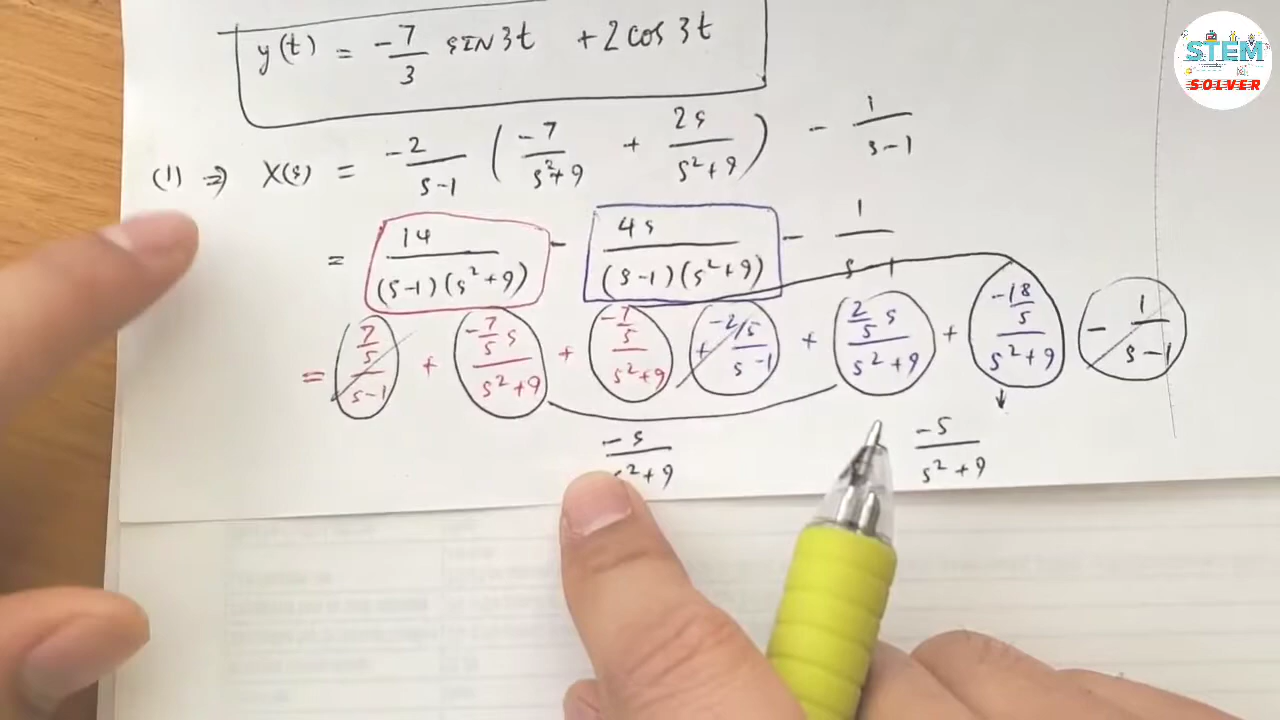 y(t) = -7/3 SIN 3t + 2 cos 3t
STEM
SOLVER
(1) ⇒ X(s) = -2/(s-1) ( -7/(s²+9) + 2s/(s²+9) ) - 1/(s-1)
= 14/((s-1)(s²+9)) - 4s/((s-1)(s²+9)) - 1/(s-1)
= (7/5)/(s-1) + (-7/5 s)/(s²+9) + (-7/5)/(s²+9) + (-2/5)/(s-1) + (2/5 s)/(s²+9) + (-18/5)/(s²+9) - 1/(s-1)
-s/(s²+9) ↓ -5/(s²+9)